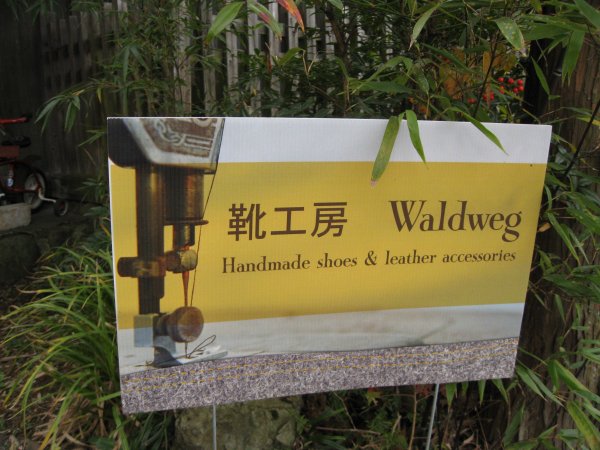 靴工房 Waldweg
Handmade shoes & leather accessories